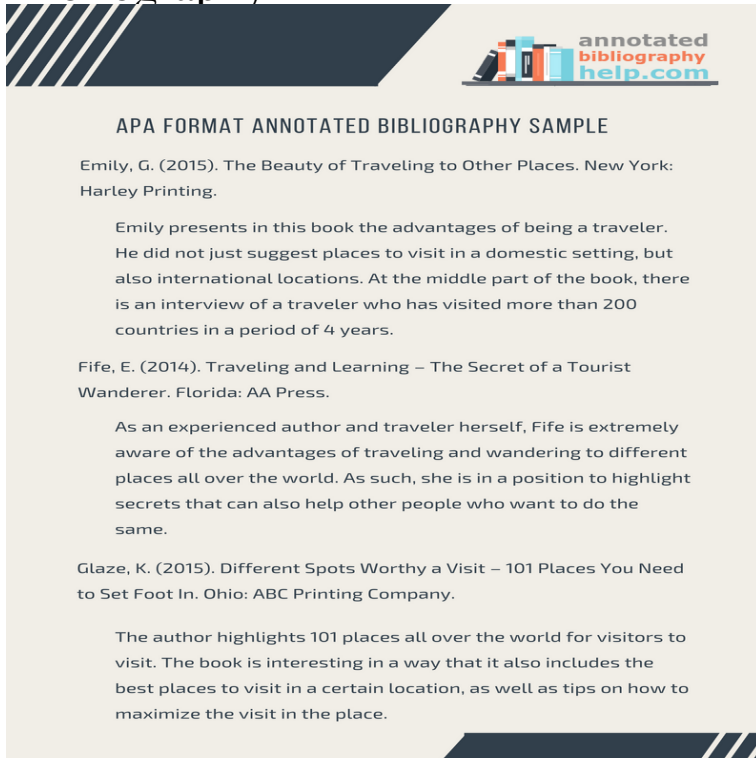 annotated
bibliography
help.com
APA FORMAT ANNOTATED BIBLIOGRAPHY SAMPLE
Emily, G. (2015). The Beauty of Traveling to Other Places. New York:
Harley Printing.
Emily presents in this book the advantages of being a traveler.
He did not just suggest places to visit in a domestic setting, but
also international locations. At the middle part of the book, there
is an interview of a traveler who has visited more than 200
countries in a period of 4 years.
Fife, E. (2014). Traveling and Learning – The Secret of a Tourist
Wanderer. Florida: AA Press.
As an experienced author and traveler herself, Fife is extremely
aware of the advantages of traveling and wandering to different
places all over the world. As such, she is in a position to highlight
secrets that can also help other people who want to do the
same.
Glaze, K. (2015). Different Spots Worthy a Visit – 101 Places You Need
to Set Foot In. Ohio: ABC Printing Company.
The author highlights 101 places all over the world for visitors to
visit. The book is interesting in a way that it also includes the
best places to visit in a certain location, as well as tips on how to
maximize the visit in the place.